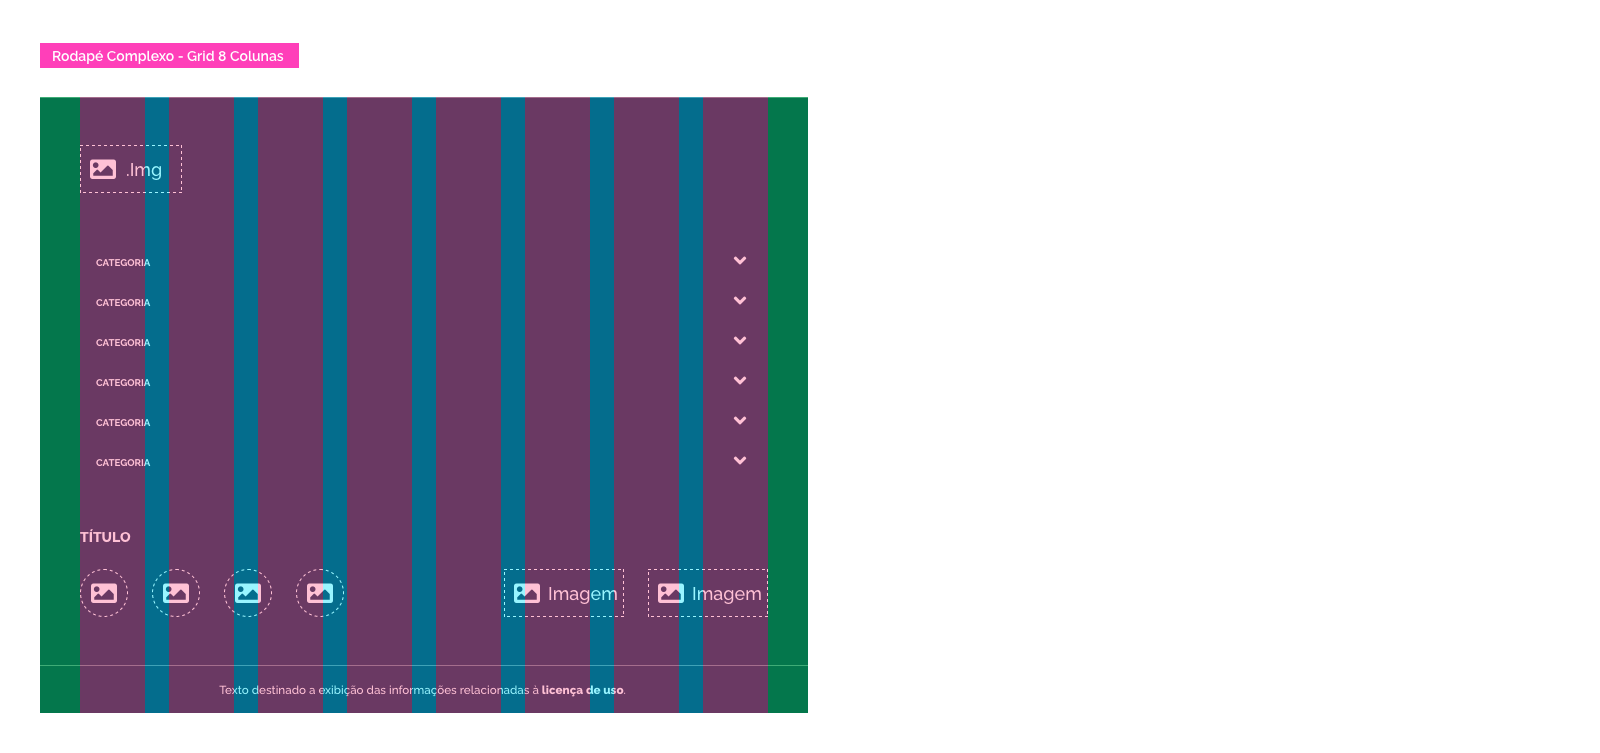 Rodapé Complexo - Grid 8 Colunas
.Img
CATEGORIA
CATEGORIA
CATEGORIA
CATEGORIA
CATEGORIA
CATEGORIA
TÍTULO
Imagem Imagem
Texto destinado a exibição das informações relacionadas à licença de uso.